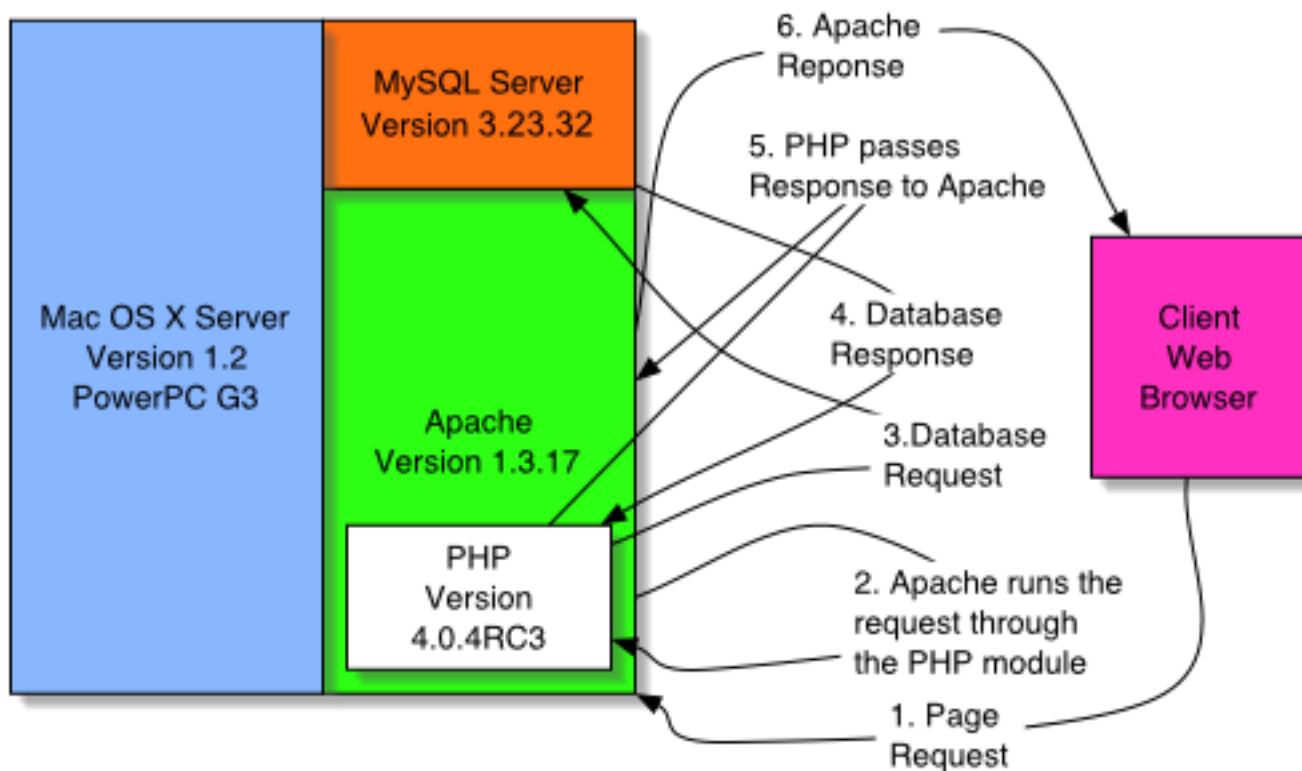 Mac OS X Server
Version 1.2
PowerPC G3
MySQL Server
Version 3.23.32
Apache
Version 1.3.17
PHP
Version
4.0.4RC3
6. Apache
Reponse
5. PHP passes
Response to Apache
4. Database
Response
3.Database
Request
2. Apache runs the
request through
the PHP module
1. Page
Request
Client
Web
Browser